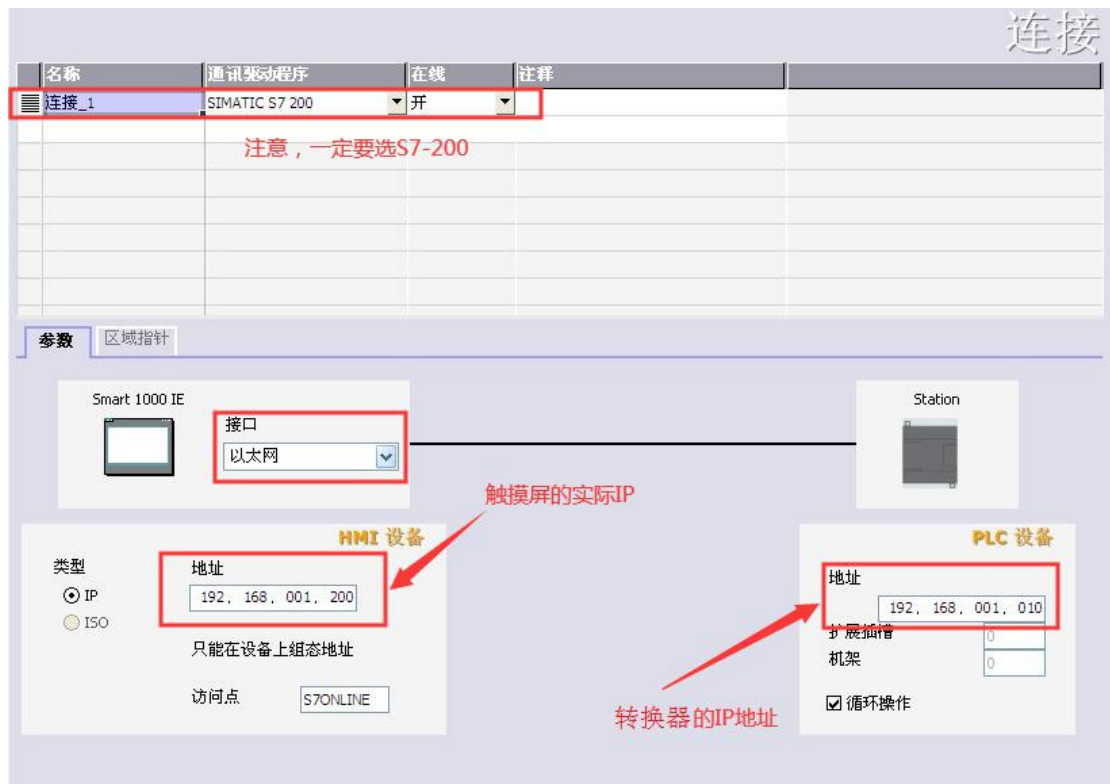 连接
名称 通讯驱动程序 在线 注释
连接_1 SIMATIC S7 200 开
注意，一定要选S7-200
参数 区域指针
Smart 1000 IE
接口
以太网
Station
触摸屏的实际IP
HMI 设备
类型
IP
ISO
地址
192, 168, 001, 200
只能在设备上组态地址
访问点 S7ONLINE
PLC 设备
地址
192, 168, 001, 010
扩展插槽 0
机架 0
循环操作
转换器的IP地址